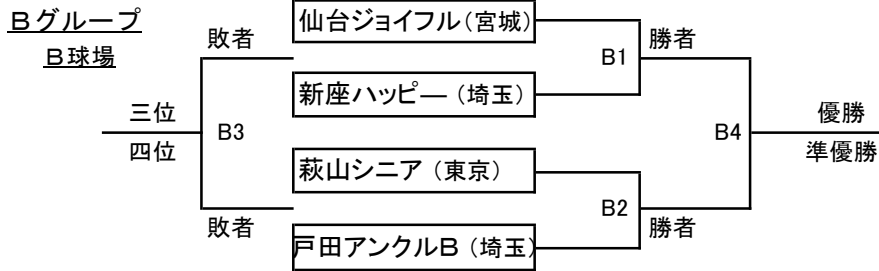 Bグループ
B球場
敗者
仙台ジョイフル(宮城)
B1
勝者
新座ハッピー (埼玉)
三位
四位
B3
B4
優勝
準優勝
萩山シニア (東京)
B2
敗者
勝者
戸田アンクルB (埼玉)